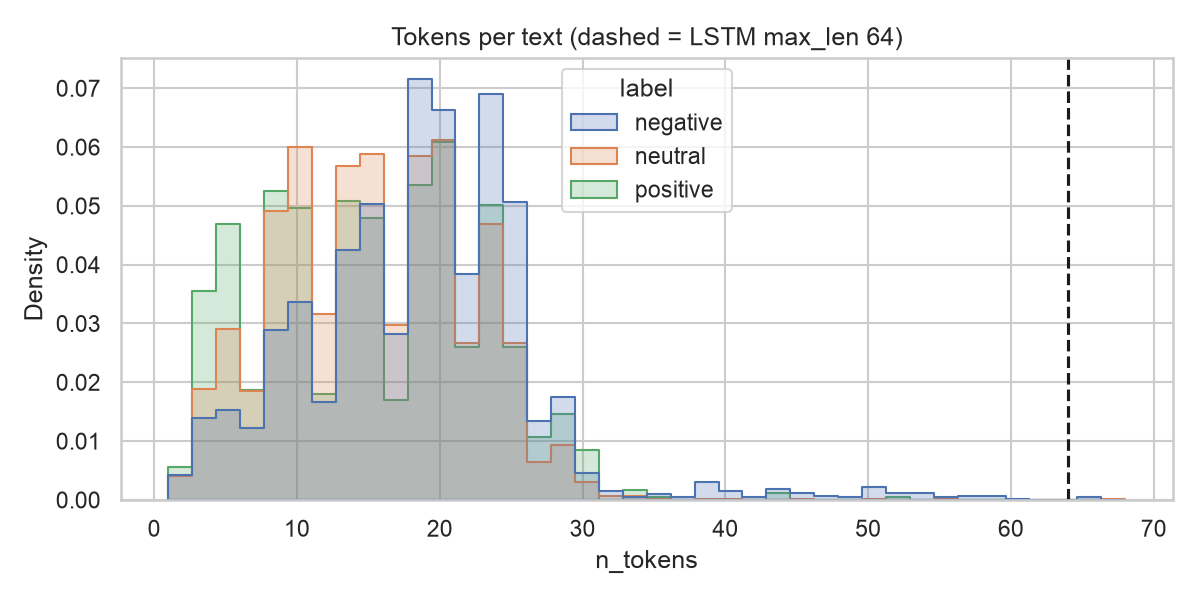 Tokens per text (dashed = LSTM max_len 64)
label
negative
neutral
positive
Density
0.07
0.06
0.05
0.04
0.03
0.02
0.01
0.00
0 10 20 30 40 50 60 70
n_tokens